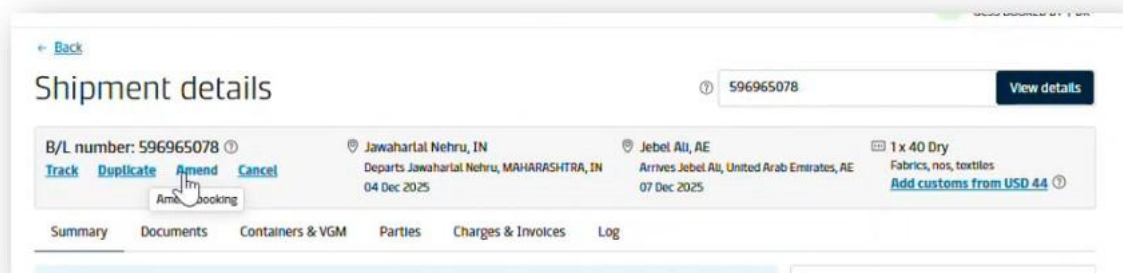 ← Back
Shipment details
596965078
View details
B/L number: 596965078
Track Duplicate Amend Cancel
Jawaharlal Nehru, IN
Departs Jawaharlal Nehru, MAHARASHTRA, IN
04 Dec 2025
Jebel Ali, AE
Arrives Jebel Ali, United Arab Emirates, AE
07 Dec 2025
1 x 40 Dry
Fabrics, nos, textiles
Add customs from USD 44
booking
Summary Documents Containers & VGM Parties Charges & Invoices Log